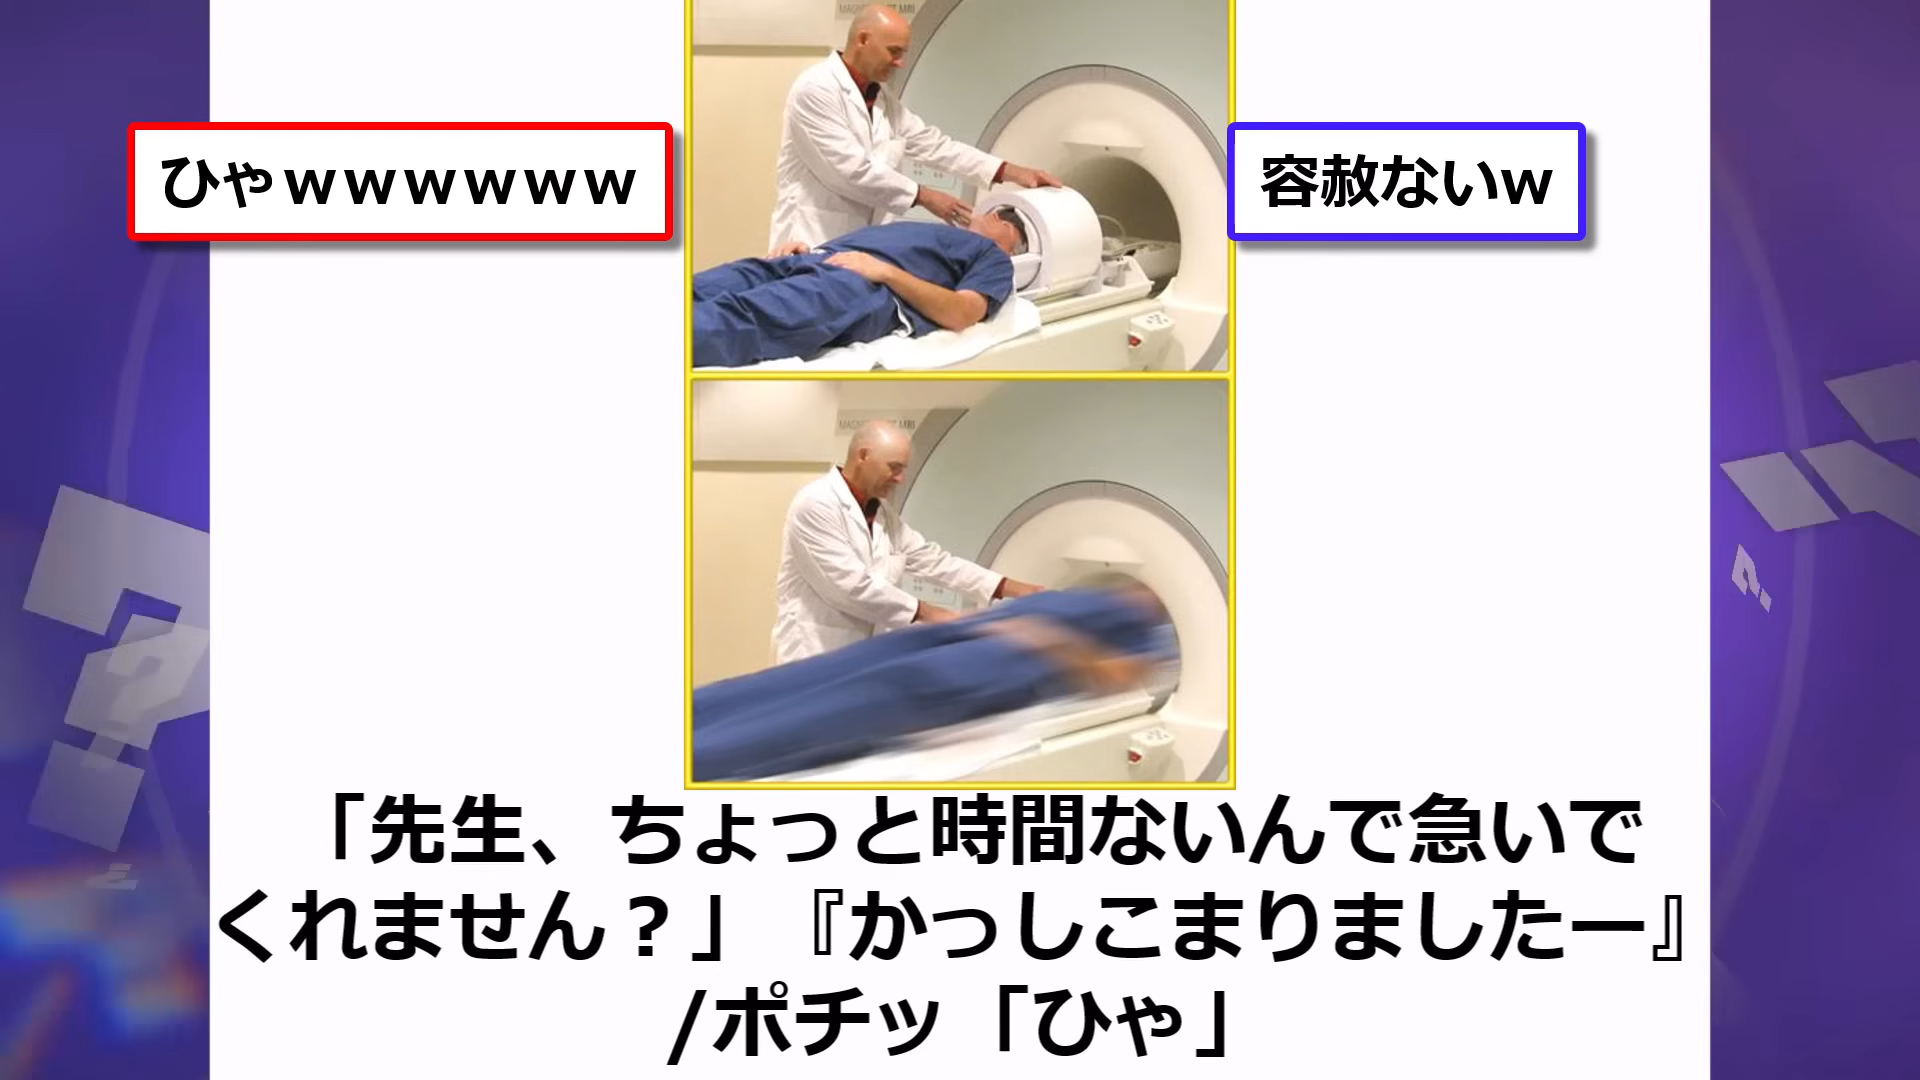 ひゃｗｗｗｗｗｗ
容赦ないw
「先生、ちょっと時間ないんで急いで
くれません？」『かっしこまりましたー』
/ポチッ「ひゃ」